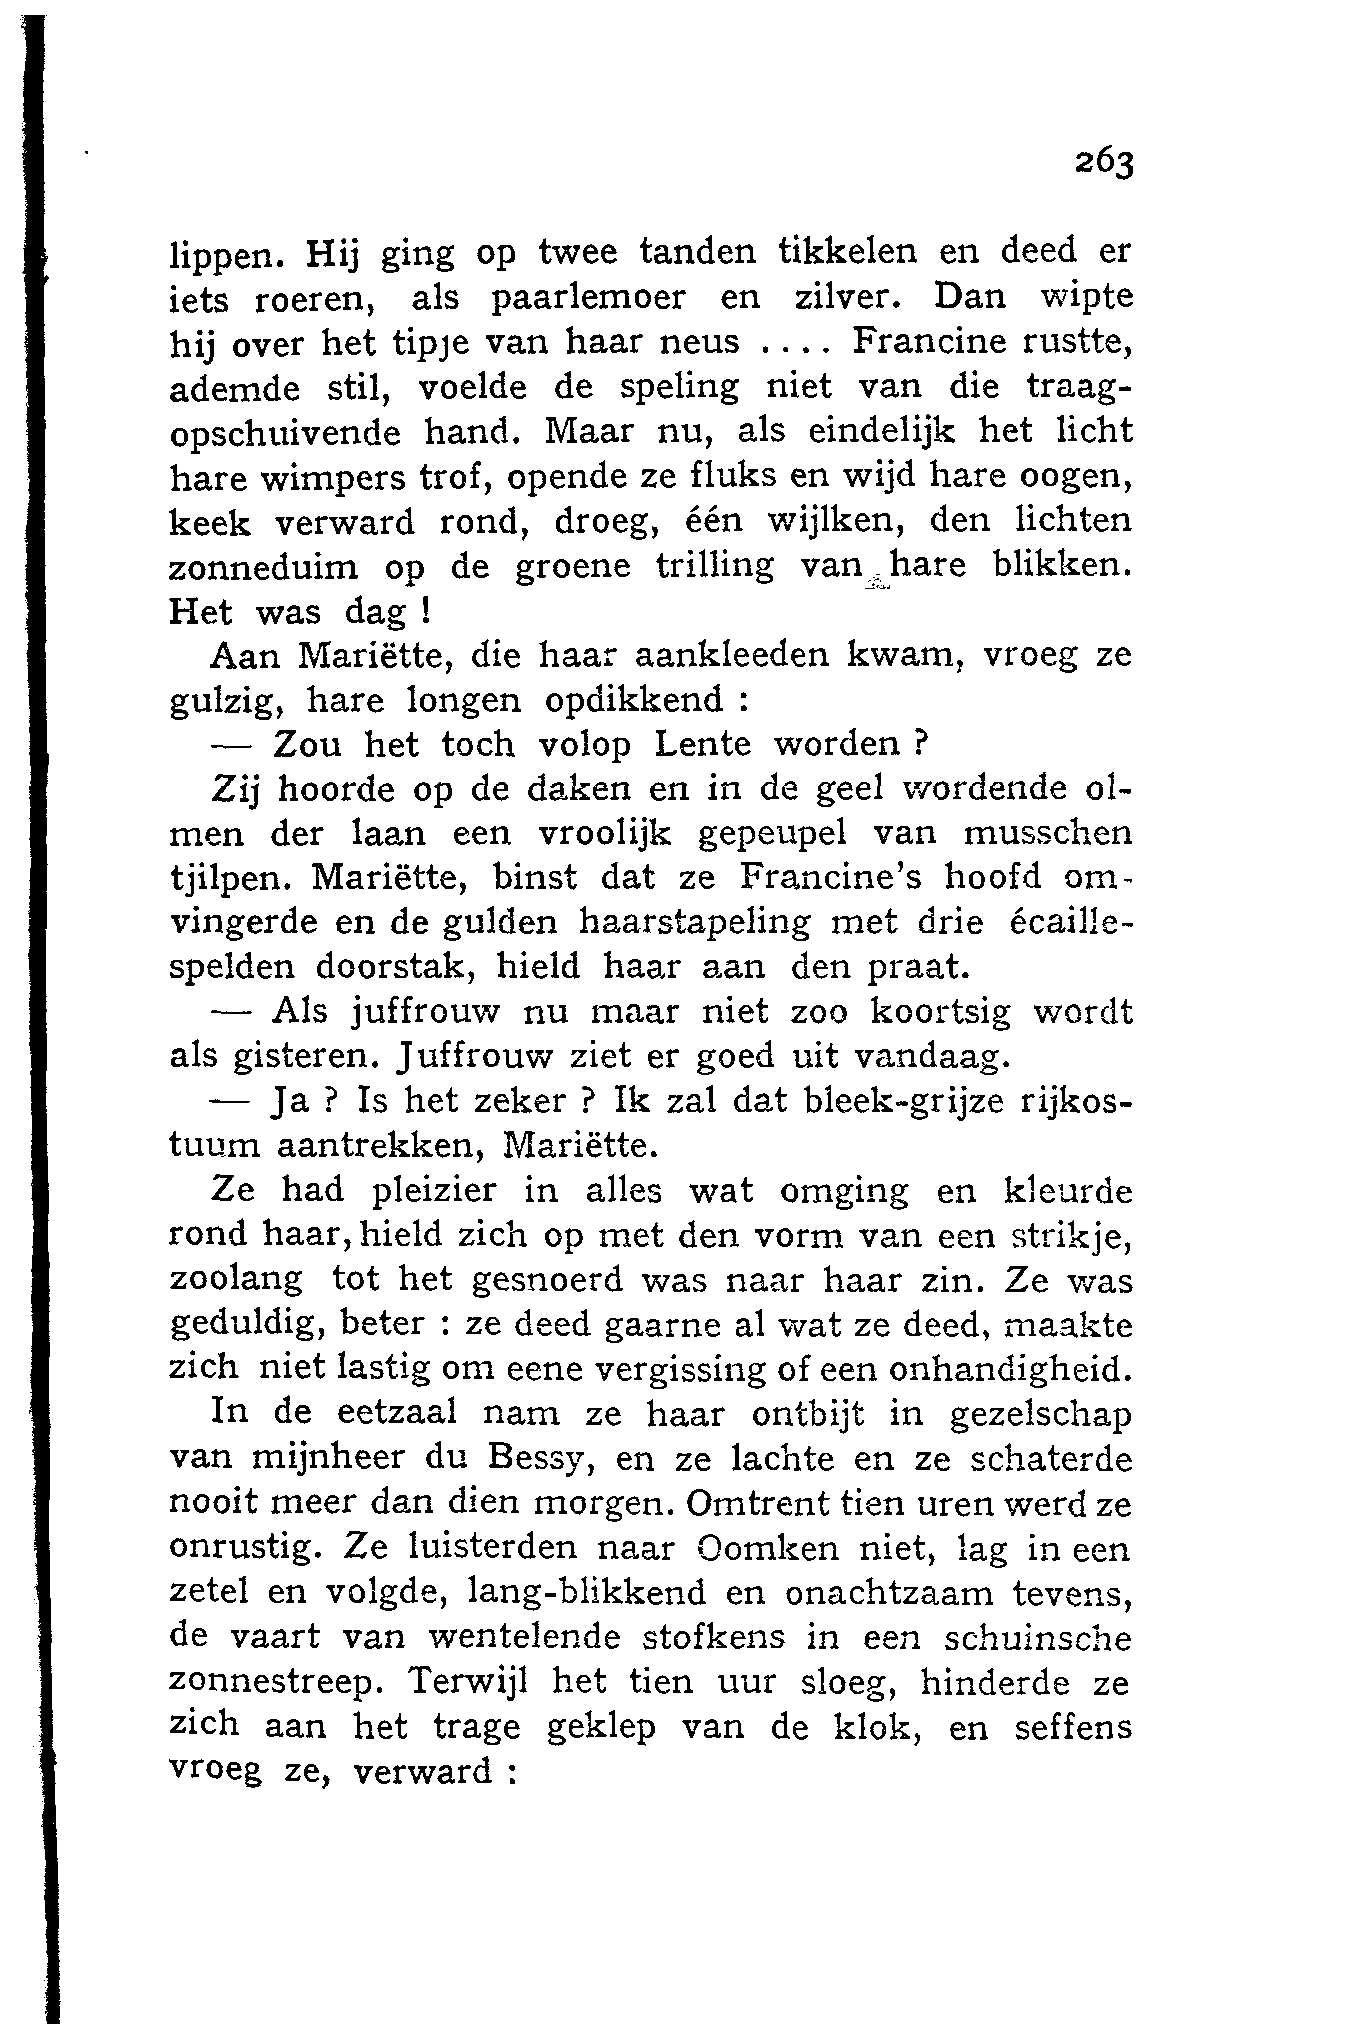 263
lippen. Hij ging op twee tanden tikkelen en deed er
iets roeren, als paarlemoer en zilver. Dan wipte
hij over het tipje van haar neus .... Francine rustte,
ademde stil, voelde de speling niet van die traag-
opschuivende hand. Maar nu, als eindelijk het licht
hare wimpers trof, opende ze fluks en wijd hare oogen,
keek verward rond, droeg, één wijlken, den lichten
zonneduim op de groene trilling van hare blikken.
Het was dag !
Aan Mariëtte, die haar aankleeden kwam, vroeg ze
gulzig, hare longen opdikkend :
— Zou het toch volop Lente worden ?
Zij hoorde op de daken en in de geel wordende ol-
men der laan een vroolijk gepeupel van musschen
tjilpen. Mariëtte, binst dat ze Francine's hoofd om-
vingerde en de gulden haarstapeling met drie écaille-
spelden doorstak, hield haar aan den praat.
— Als juffrouw nu maar niet zoo koortsig wordt
als gisteren. Juffrouw ziet er goed uit vandaag.
— Ja ? Is het zeker ? Ik zal dat bleek-grijze rijkos-
tuum aantrekken, Mariëtte.
Ze had pleizier in alles wat omging en kleurde
rond haar, hield zich op met den vorm van een strikje,
zoolang tot het gesnoerd was naar haar zin. Ze was
geduldig, beter : ze deed gaarne al wat ze deed, maakte
zich niet lastig om eene vergissing of een onhandigheid.
In de eetzaal nam ze haar ontbijt in gezelschap
van mijnheer du Bessy, en ze lachte en ze schaterde
nooit meer dan dien morgen. Omtrent tien uren werd ze
onrustig. Ze luisterden naar Oomken niet, lag in een
zetel en volgde, lang-blikkend en onachtzaam tevens,
de vaart van wentelende stofkens in een schuinsche
zonnestreep. Terwijl het tien uur sloeg, hinderde ze
zich aan het trage geklep van de klok, en seffens
vroeg ze, verward :